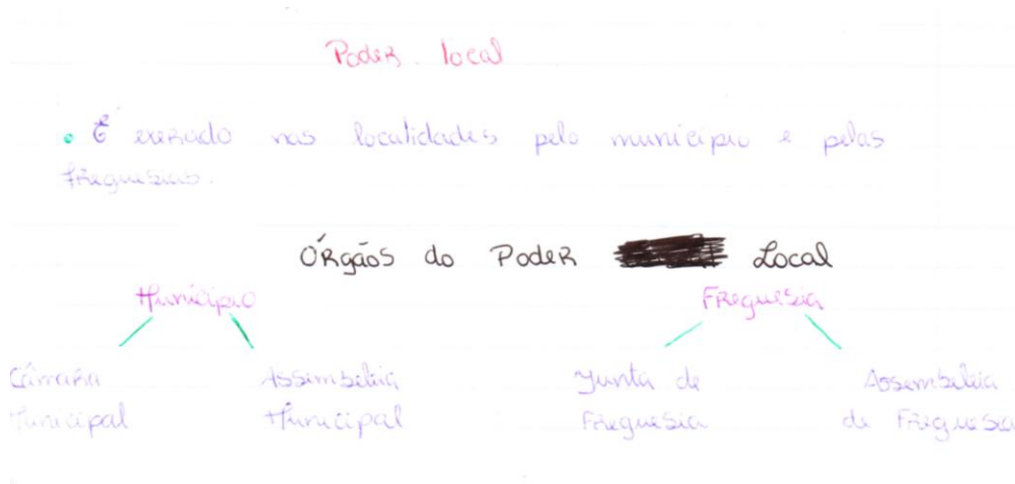 Poder local
• É exercido nas localidades pelo município e pelas
freguesias.
Órgãos do Poder Local
Município Freguesia
Câmara Assembleia Junta de Assembleia
Municipal Municipal Freguesia de Freguesia